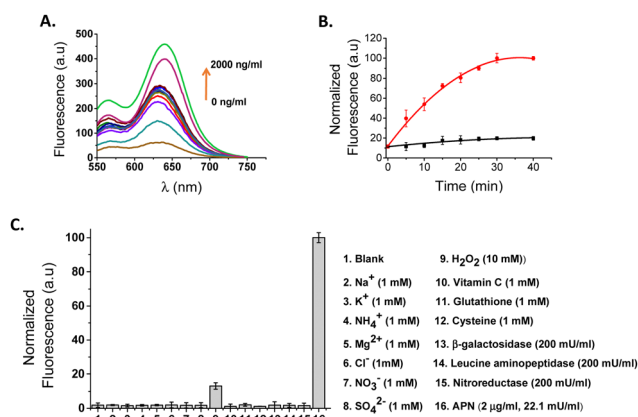 A.
2000 ng/ml
0 ng/ml
Fluorescence (a.u)
500
400
300
200
100
0
550 600 650 700 750
λ (nm)
B.
Normalized
Fluorescence (a.u)
120
100
80
60
40
20
0
0 10 20 30 40
Time (min)
C.
Normalized
Fluorescence (a.u)
100
80
60
40
20
0
1. Blank
2. Na+ (1 mM)
3. K+ (1 mM)
4. NH4+ (1 mM)
5. Mg2+ (1 mM)
6. Cl- (1mM)
7. NO3- (1 mM)
8. SO42- (1 mM)
9. H2O2 (10 mM))
10. Vitamin C (1 mM)
11. Glutathione (1 mM)
12. Cysteine (1 mM)
13. β-galactosidase (200 mU/ml)
14. Leucine aminopeptidase (200 mU/ml)
15. Nitroreductase (200 mU/ml)
16. APN (2 μg/ml, 22.1 mU/ml)